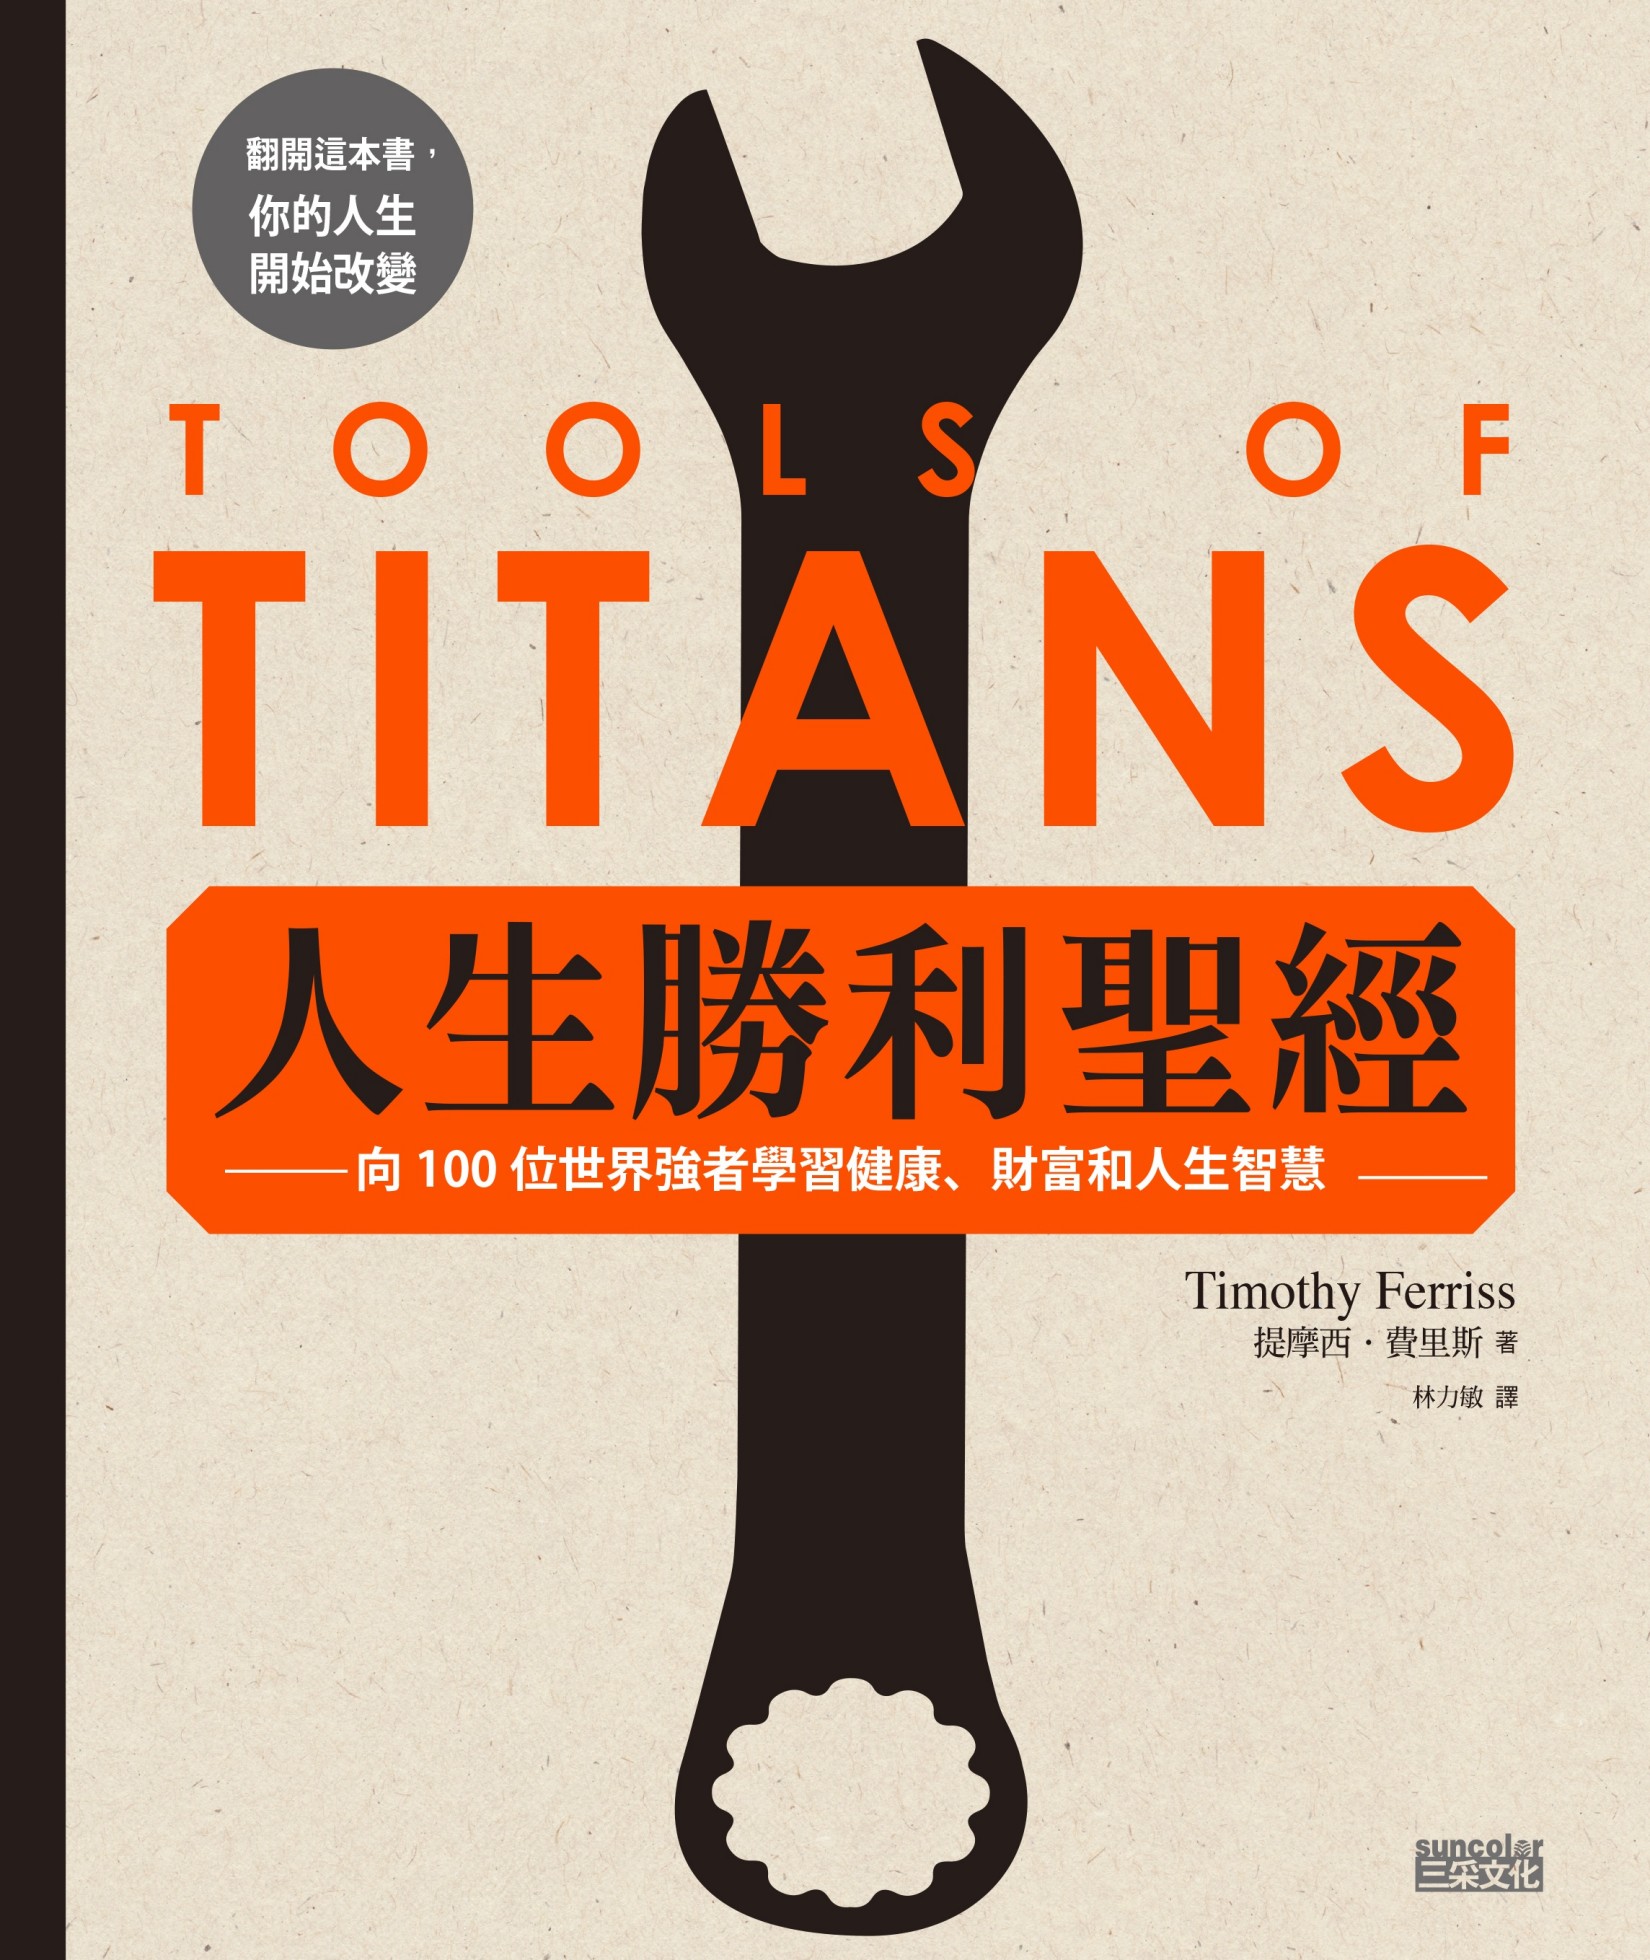 翻開這本書，
你的人生
開始改變
TOOLS OF
TITANS
人生勝利聖經
向 100 位世界強者學習健康、財富和人生智慧
Timothy Ferriss
提摩西・費里斯 著
林力敏 譯
suncolor
三采文化